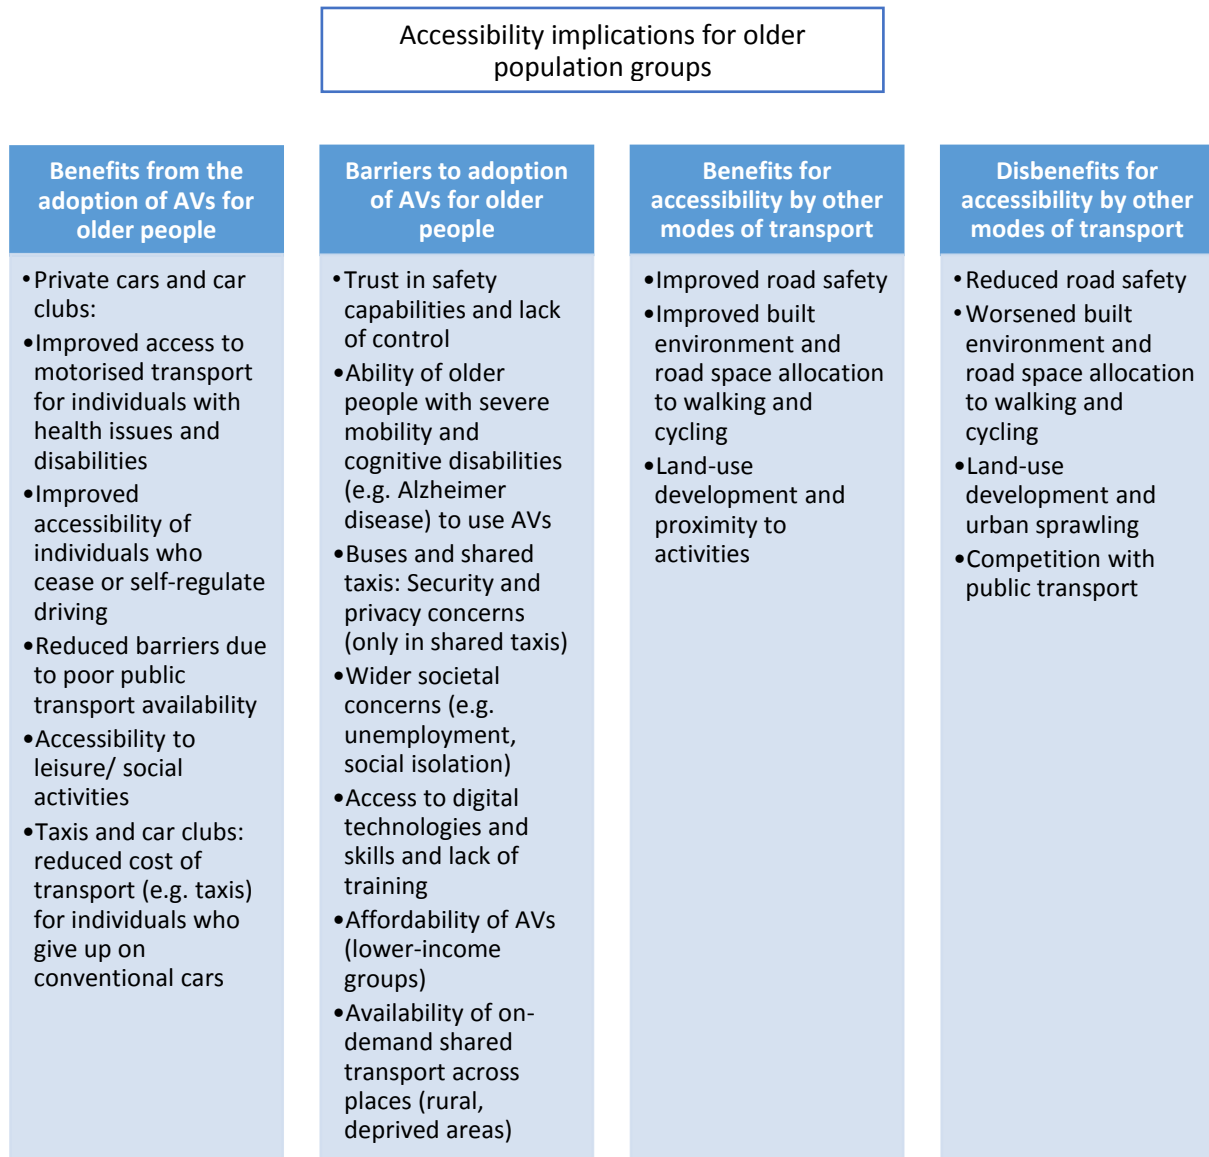 Accessibility implications for older
population groups
Benefits from the
adoption of AVs for
older people
•Private cars and car
clubs:
•Improved access to
motorised transport
for individuals with
health issues and
disabilities
•Improved
accessibility of
individuals who
cease or self-regulate
driving
•Reduced barriers due
to poor public
transport availability
•Accessibility to
leisure/ social
activities
•Taxis and car clubs:
reduced cost of
transport (e.g. taxis)
for individuals who
give up on
conventional cars
Barriers to adoption
of AVs for older
people
•Trust in safety
capabilities and lack
of control
•Ability of older
people with severe
mobility and
cognitive disabilities
(e.g. Alzheimer
disease) to use AVs
•Buses and shared
taxis: Security and
privacy concerns
(only in shared taxis)
•Wider societal
concerns (e.g.
unemployment,
social isolation)
•Access to digital
technologies and
skills and lack of
training
•Affordability of AVs
(lower-income
groups)
•Availability of on-
demand shared
transport across
places (rural,
deprived areas)
Benefits for
accessibility by other
modes of transport
•Improved road safety
•Improved built
environment and
road space allocation
to walking and
cycling
•Land-use
development and
proximity to
activities
Disbenefits for
accessibility by other
modes of transport
•Reduced road safety
•Worsened built
environment and
road space allocation
to walking and
cycling
•Land-use
development and
urban sprawling
•Competition with
public transport